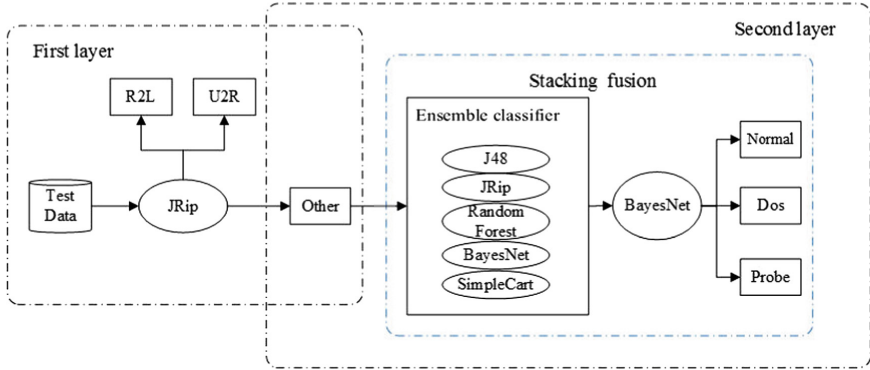 Second layer
First layer
R2L
U2R
Test
Data
JRip
Other
Stacking fusion
Ensemble classifier
J48
JRip
Random
Forest
BayesNet
SimpleCart
BayesNet
Normal
Dos
Probe